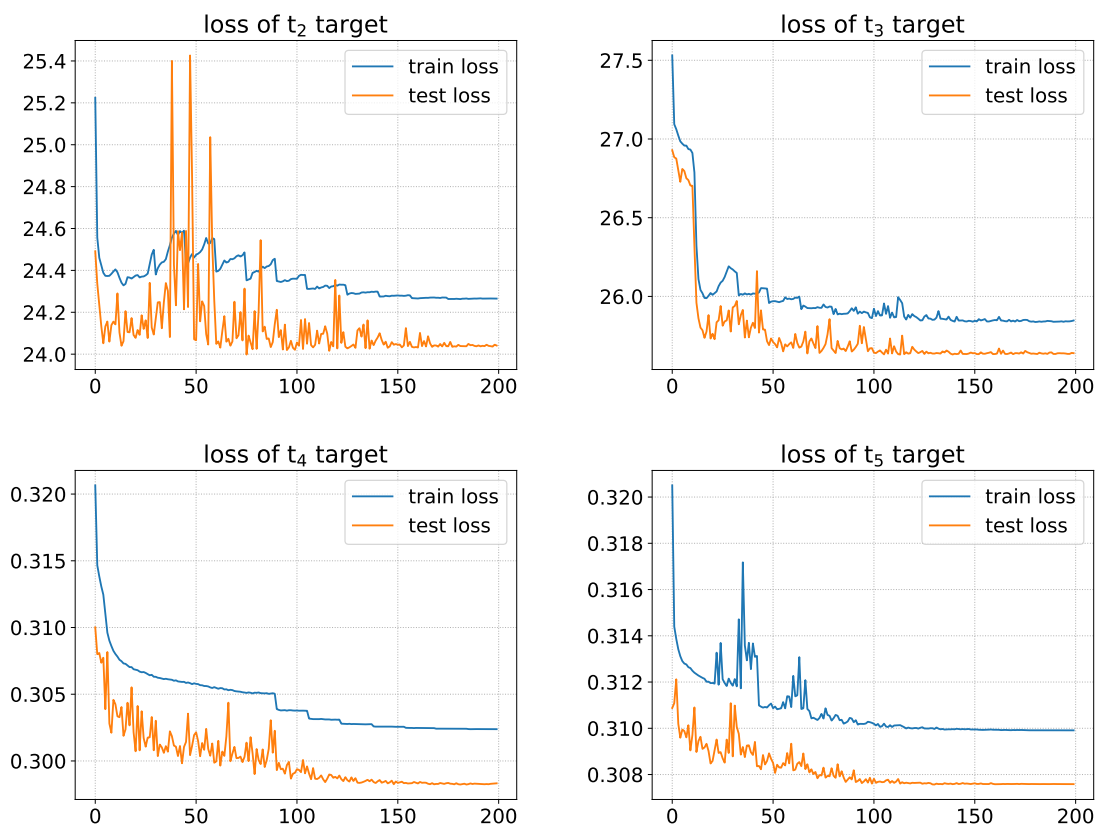 loss of t₂ target
25.4
25.2
25.0
24.8
24.6
24.4
24.2
24.0
0 50 100 150 200
train loss
test loss
loss of t₃ target
27.5
27.0
26.5
26.0
0 50 100 150 200
train loss
test loss
loss of t₄ target
0.320
0.315
0.310
0.305
0.300
0 50 100 150 200
train loss
test loss
loss of t₅ target
0.320
0.318
0.316
0.314
0.312
0.310
0.308
0 50 100 150 200
train loss
test loss